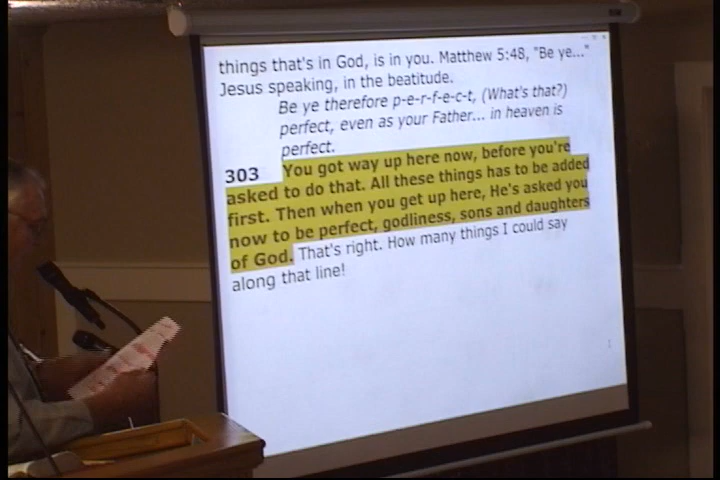 things that's in God, is in you. Matthew 5:48, "Be ye..."
Jesus speaking, in the beatitude.
Be ye therefore p-e-r-f-e-c-t, (What's that?)
perfect, even as your Father... in heaven is
perfect.
303 You got way up here now, before you're
asked to do that. All these things has to be added
first. Then when you get up here, He's asked you
now to be perfect, godliness, sons and daughters
of God. That's right. How many things I could say
along that line!